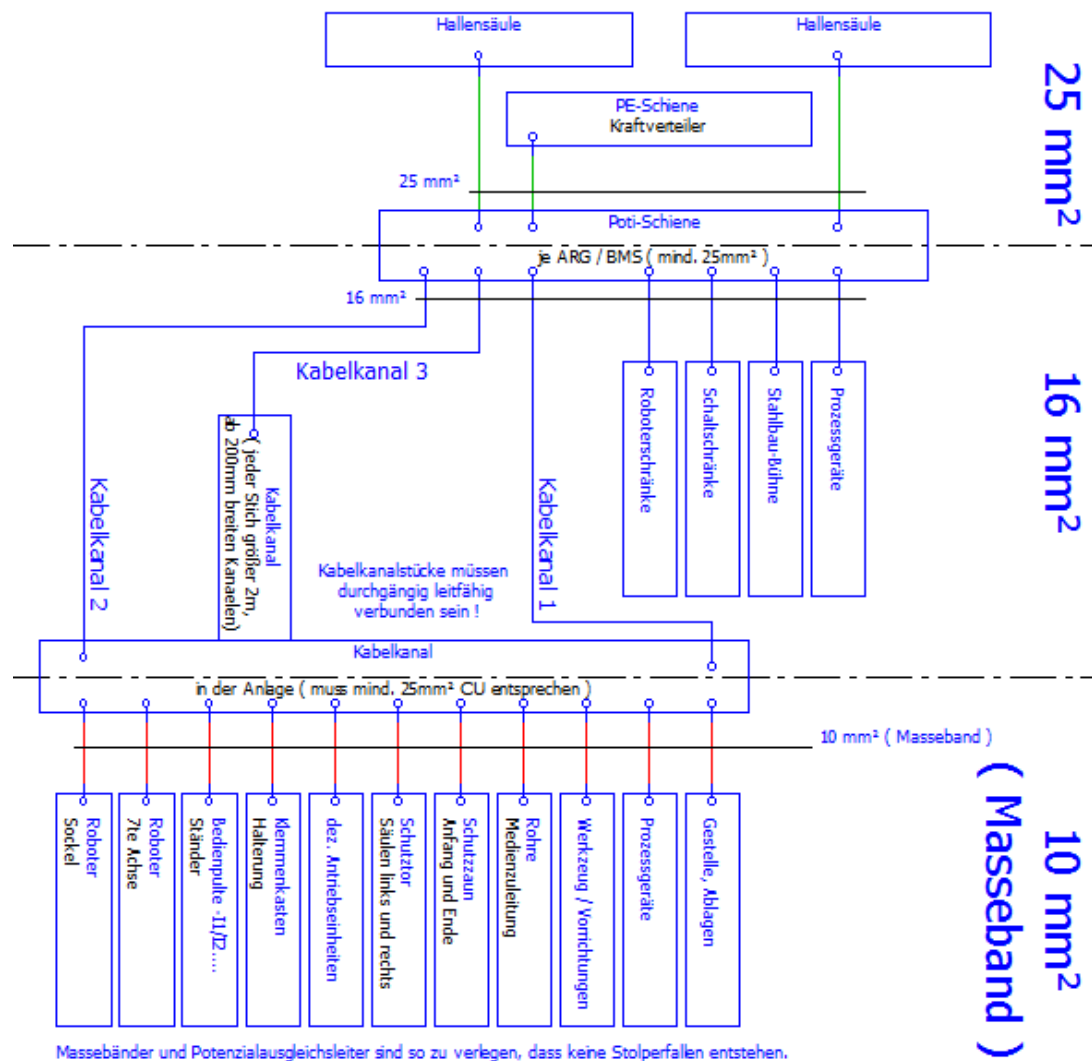 Hallensäule
Hallensäule
25 mm²
PE-Schiene
Kraftverteiler
25 mm²
Poti-Schiene
je ARG / BMS ( mind. 25mm² )
16 mm²
Kabelkanal 3
16 mm²
Roboterschränke
Schaltschränke
Stahlbau-Bühne
Prozessgeräte
Kabelkanal
( jeder Stich größer 2m,
ab 200mm breiten Kanaelen)
Kabelkanal 2
Kabelkanal 1
Kabelkanalstücke müssen
durchgängig leitfähig
verbunden sein !
Kabelkanal
in der Anlage ( muss mind. 25mm² CU entsprechen )
10 mm² ( Masseband )
10 mm²
( Masseband )
Roboter
Sockel
Roboter
7te Achse
Bedienpulte -I1/I2....
Ständer
Klemmenkasten
Halterung
dez. Antriebseinheiten
Schutztor
Säulen links und rechts
Schutzzaun
Anfang und Ende
Rohre
Medienzuleitung
Werkzeug / Vorrichtungen
Prozessgeräte
Gestelle, Ablagen
Massebänder und Potenzialausgleichsleiter sind so zu verlegen, dass keine Stolperfallen entstehen.